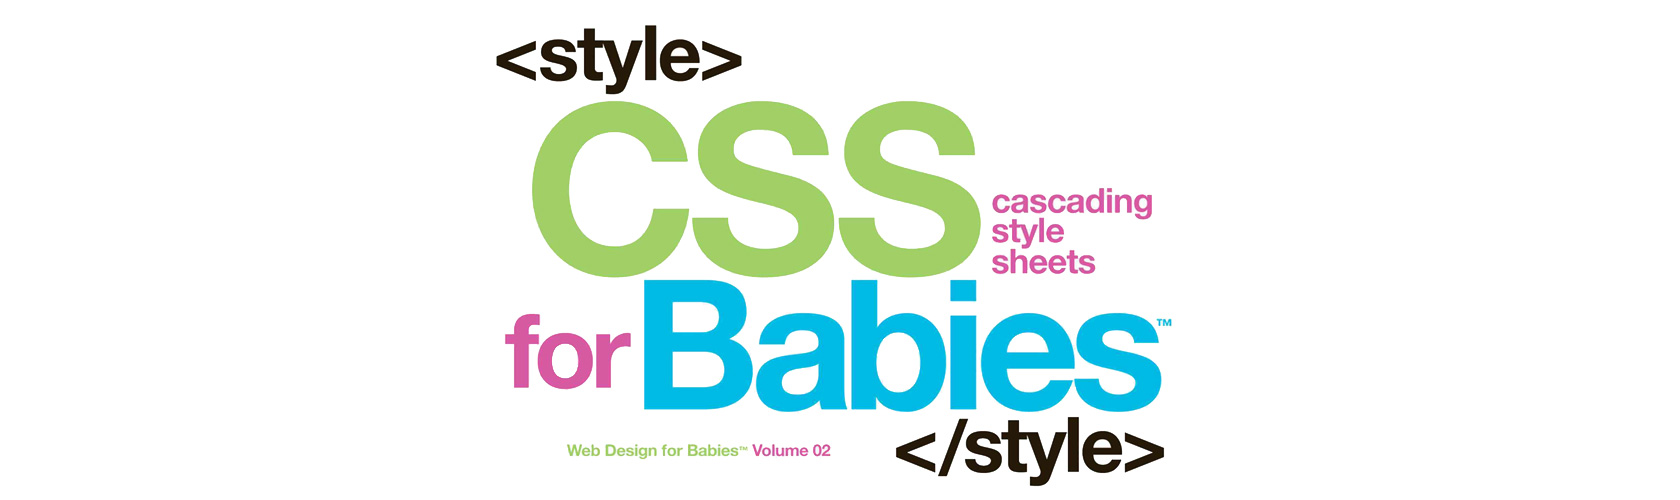 <style>
CSS
cascading
style
sheets
for Babies™
</style>
Web Design for Babies™ Volume 02